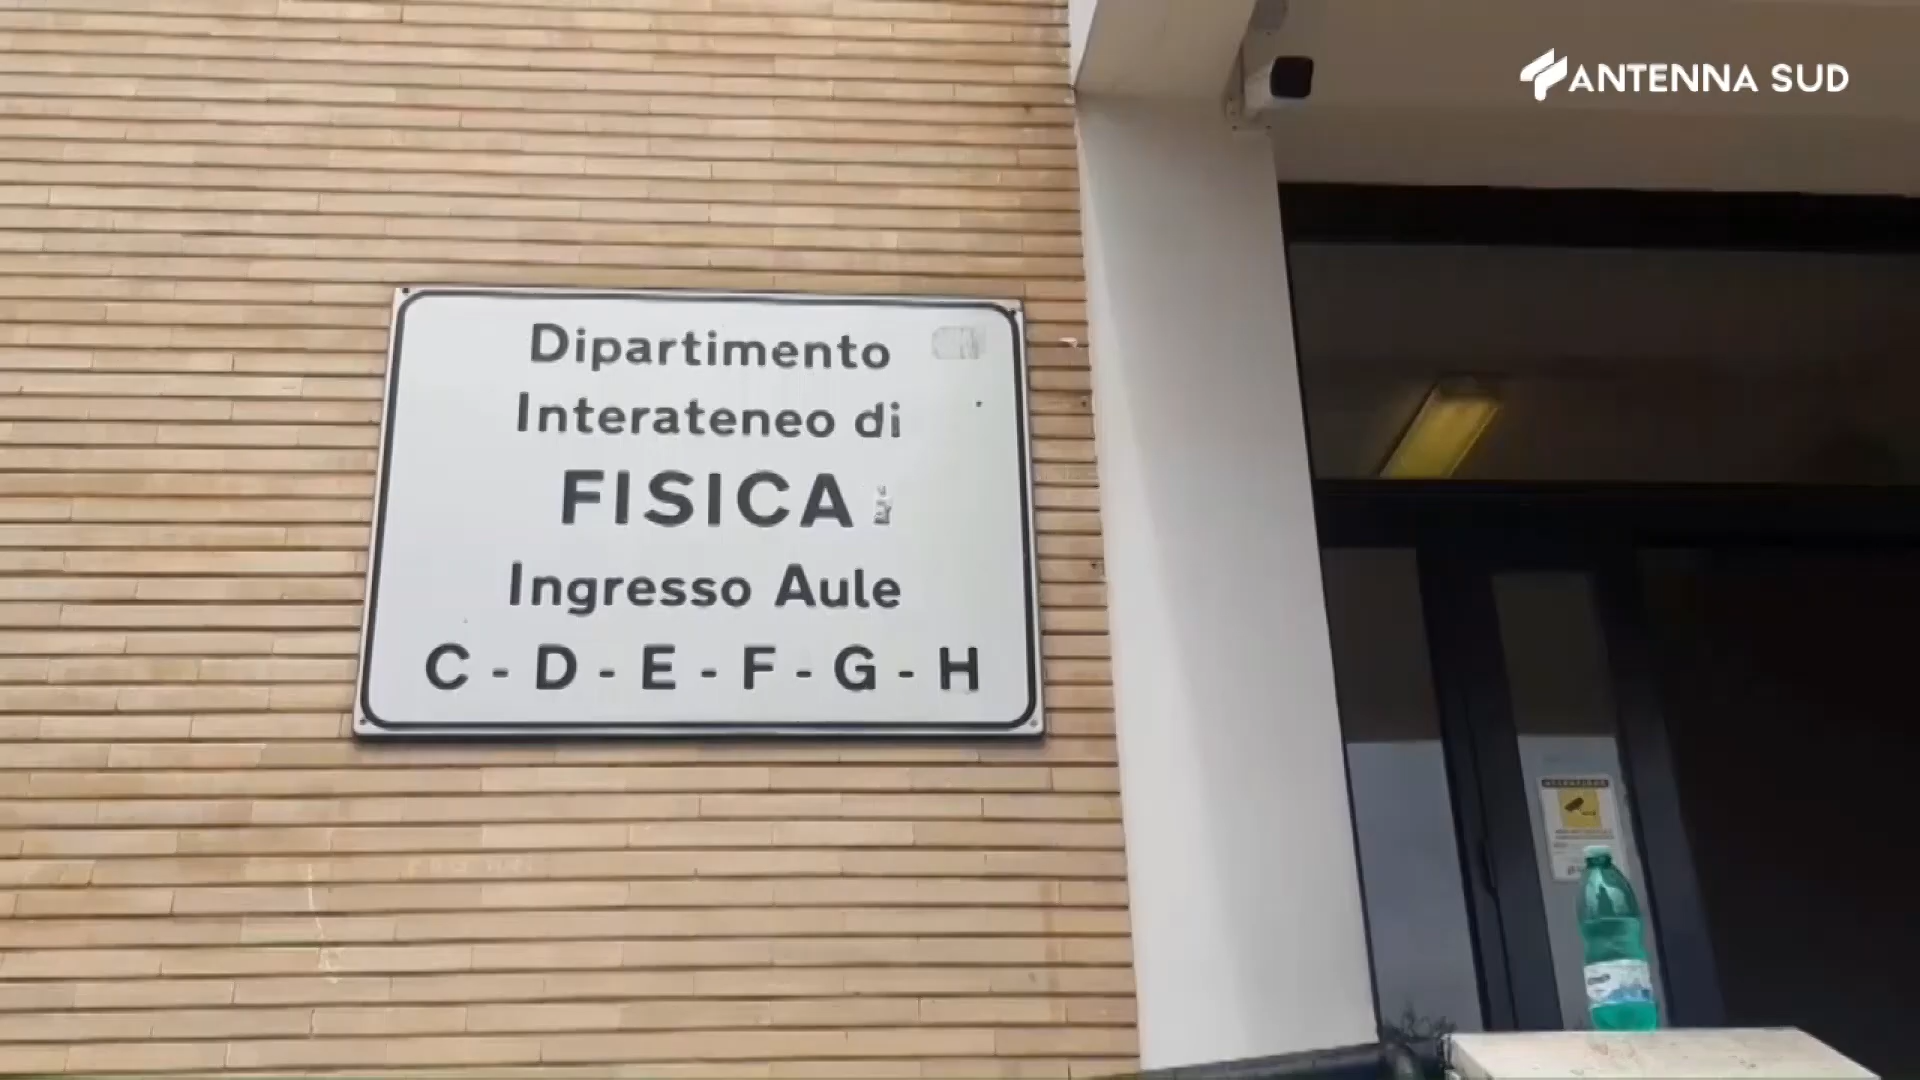 ANTENNA SUD
Dipartimento
Interateneo di
FISICA
Ingresso Aule
C - D - E - F - G - H